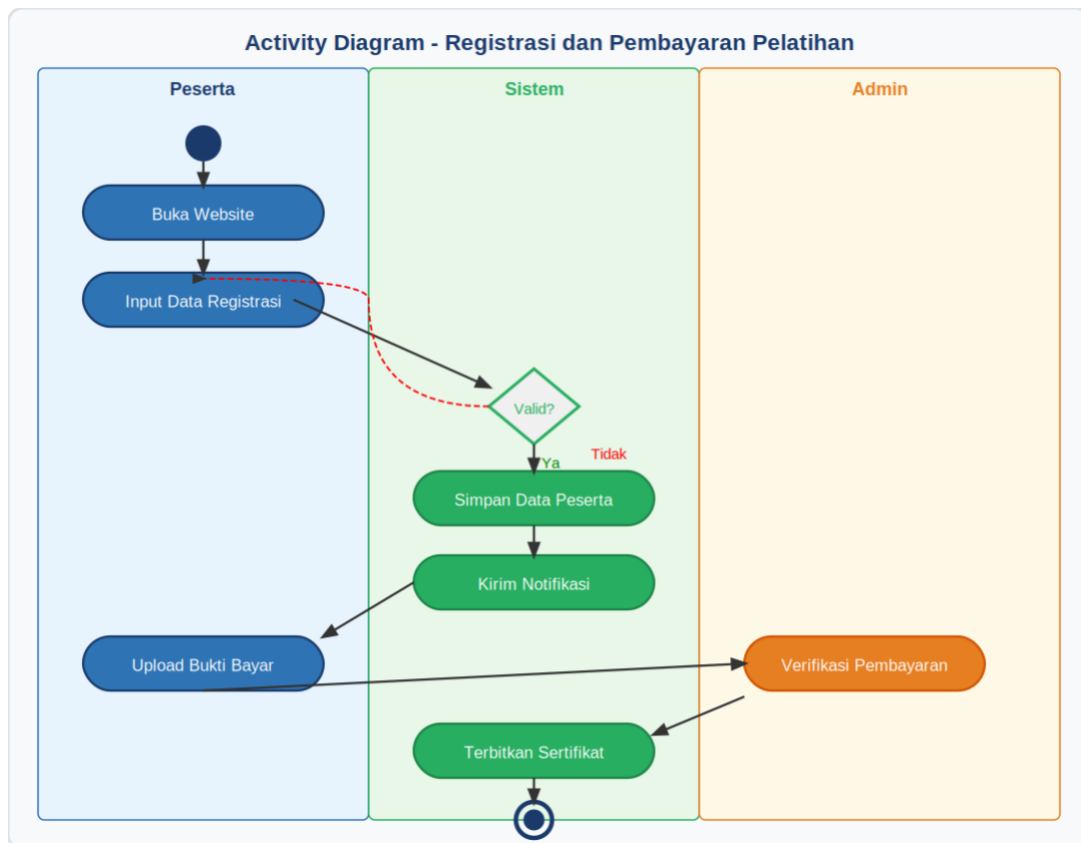 Activity Diagram - Registrasi dan Pembayaran Pelatihan
Peserta
Sistem
Admin
Buka Website
Input Data Registrasi
Valid?
Ya
Tidak
Simpan Data Peserta
Kirim Notifikasi
Upload Bukti Bayar
Verifikasi Pembayaran
Terbitkan Sertifikat